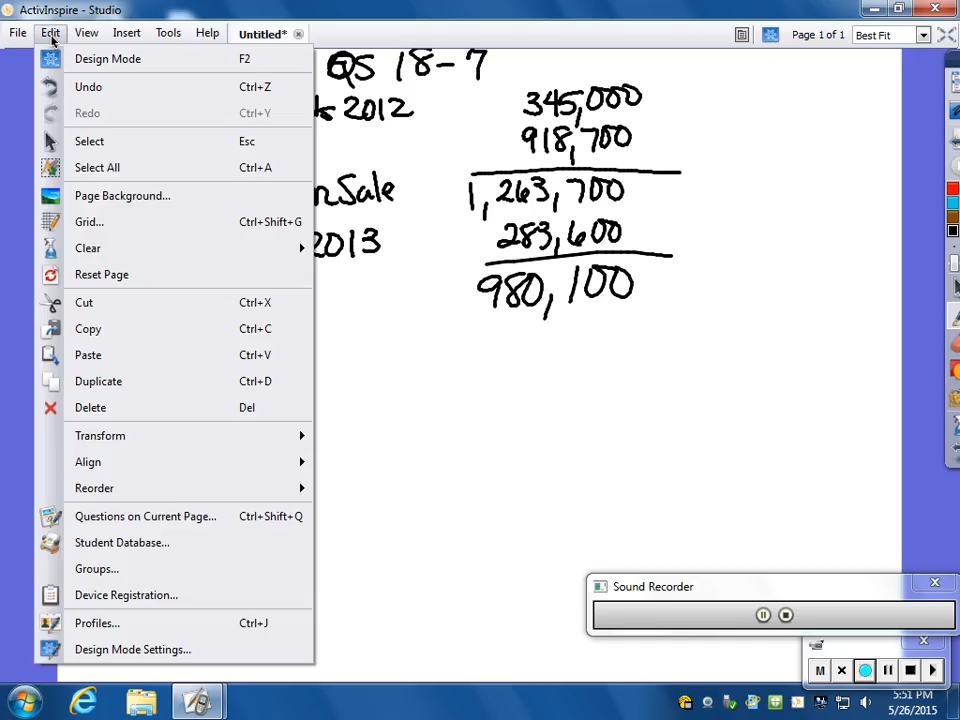 ActivInspire - Studio
File Edit View Insert Tools Help Untitled* Page 1 of 1 Best Fit
Design Mode F2
Undo Ctrl+Z
Redo Ctrl+Y
Select Esc
Select All Ctrl+A
Page Background...
Grid... Ctrl+Shift+G
Clear
Reset Page
Cut Ctrl+X
Copy Ctrl+C
Paste Ctrl+V
Duplicate Ctrl+D
Delete Del
Transform
Align
Reorder
Questions on Current Page... Ctrl+Shift+Q
Student Database...
Groups...
Device Registration...
Profiles... Ctrl+J
Design Mode Settings...
QS 18-7
2012 345,000
918,700
Sale 1,263,700
2013 283,600
980,100
Sound Recorder
M
5:51 PM
5/26/2015